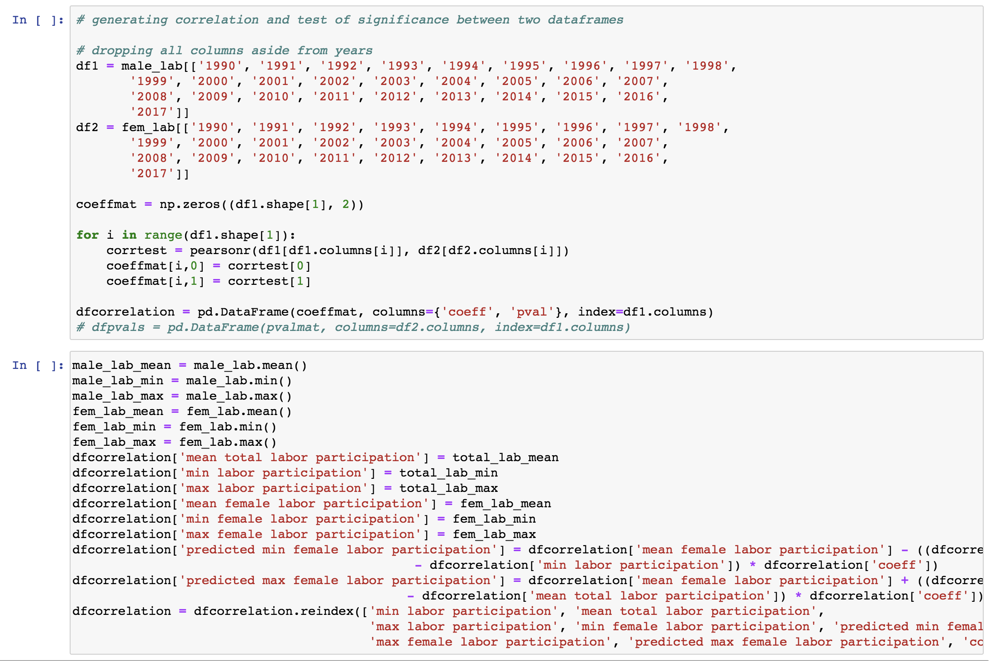 In [ ]: # generating correlation and test of significance between two dataframes
# dropping all columns aside from years
df1 = male_lab[['1990', '1991', '1992', '1993', '1994', '1995', '1996', '1997', '1998',
'1999', '2000', '2001', '2002', '2003', '2004', '2005', '2006', '2007',
'2008', '2009', '2010', '2011', '2012', '2013', '2014', '2015', '2016',
'2017']]
df2 = fem_lab[['1990', '1991', '1992', '1993', '1994', '1995', '1996', '1997', '1998',
'1999', '2000', '2001', '2002', '2003', '2004', '2005', '2006', '2007',
'2008', '2009', '2010', '2011', '2012', '2013', '2014', '2015', '2016',
'2017']]
coeffmat = np.zeros((df1.shape[1], 2))
for i in range(df1.shape[1]):
    corrtest = pearsonr(df1[df1.columns[i]], df2[df2.columns[i]])
    coeffmat[i,0] = corrtest[0]
    coeffmat[i,1] = corrtest[1]
dfcorrelation = pd.DataFrame(coeffmat, columns={'coeff', 'pval'}, index=df1.columns)
# dfpvals = pd.DataFrame(pvalmat, columns=df2.columns, index=df1.columns)
In [ ]: male_lab_mean = male_lab.mean()
male_lab_min = male_lab.min()
male_lab_max = male_lab.max()
fem_lab_mean = fem_lab.mean()
fem_lab_min = fem_lab.min()
fem_lab_max = fem_lab.max()
dfcorrelation['mean total labor participation'] = total_lab_mean
dfcorrelation['min labor participation'] = total_lab_min
dfcorrelation['max labor participation'] = total_lab_max
dfcorrelation['mean female labor participation'] = fem_lab_mean
dfcorrelation['min female labor participation'] = fem_lab_min
dfcorrelation['max female labor participation'] = fem_lab_max
dfcorrelation['predicted min female labor participation'] = dfcorrelation['mean female labor participation'] - ((dfcorre
- dfcorrelation['min labor participation']) * dfcorrelation['coeff'])
dfcorrelation['predicted max female labor participation'] = dfcorrelation['mean female labor participation'] + ((dfcorre
- dfcorrelation['mean total labor participation']) * dfcorrelation['coeff'])
dfcorrelation = dfcorrelation.reindex(['min labor participation', 'mean total labor participation',
'max labor participation', 'min female labor participation', 'predicted min femal
'max female labor participation', 'predicted max female labor participation', 'co